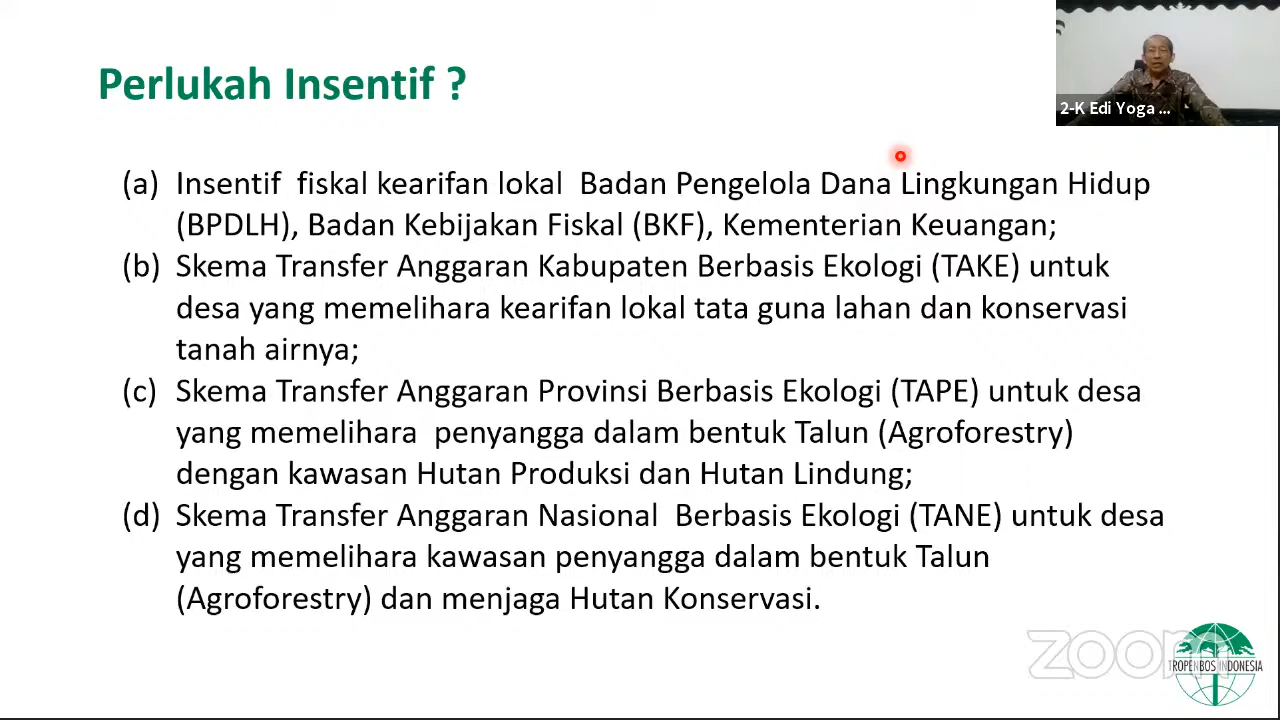 Perlukah Insentif ?
2-K Edi Yoga ...
(a) Insentif fiskal kearifan lokal Badan Pengelola Dana Lingkungan Hidup
(BPDLH), Badan Kebijakan Fiskal (BKF), Kementerian Keuangan;
(b) Skema Transfer Anggaran Kabupaten Berbasis Ekologi (TAKE) untuk
desa yang memelihara kearifan lokal tata guna lahan dan konservasi
tanah airnya;
(c) Skema Transfer Anggaran Provinsi Berbasis Ekologi (TAPE) untuk desa
yang memelihara penyangga dalam bentuk Talun (Agroforestry)
dengan kawasan Hutan Produksi dan Hutan Lindung;
(d) Skema Transfer Anggaran Nasional Berbasis Ekologi (TANE) untuk desa
yang memelihara kawasan penyangga dalam bentuk Talun
(Agroforestry) dan menjaga Hutan Konservasi.
zoom
TROPENBOS INDONESIA